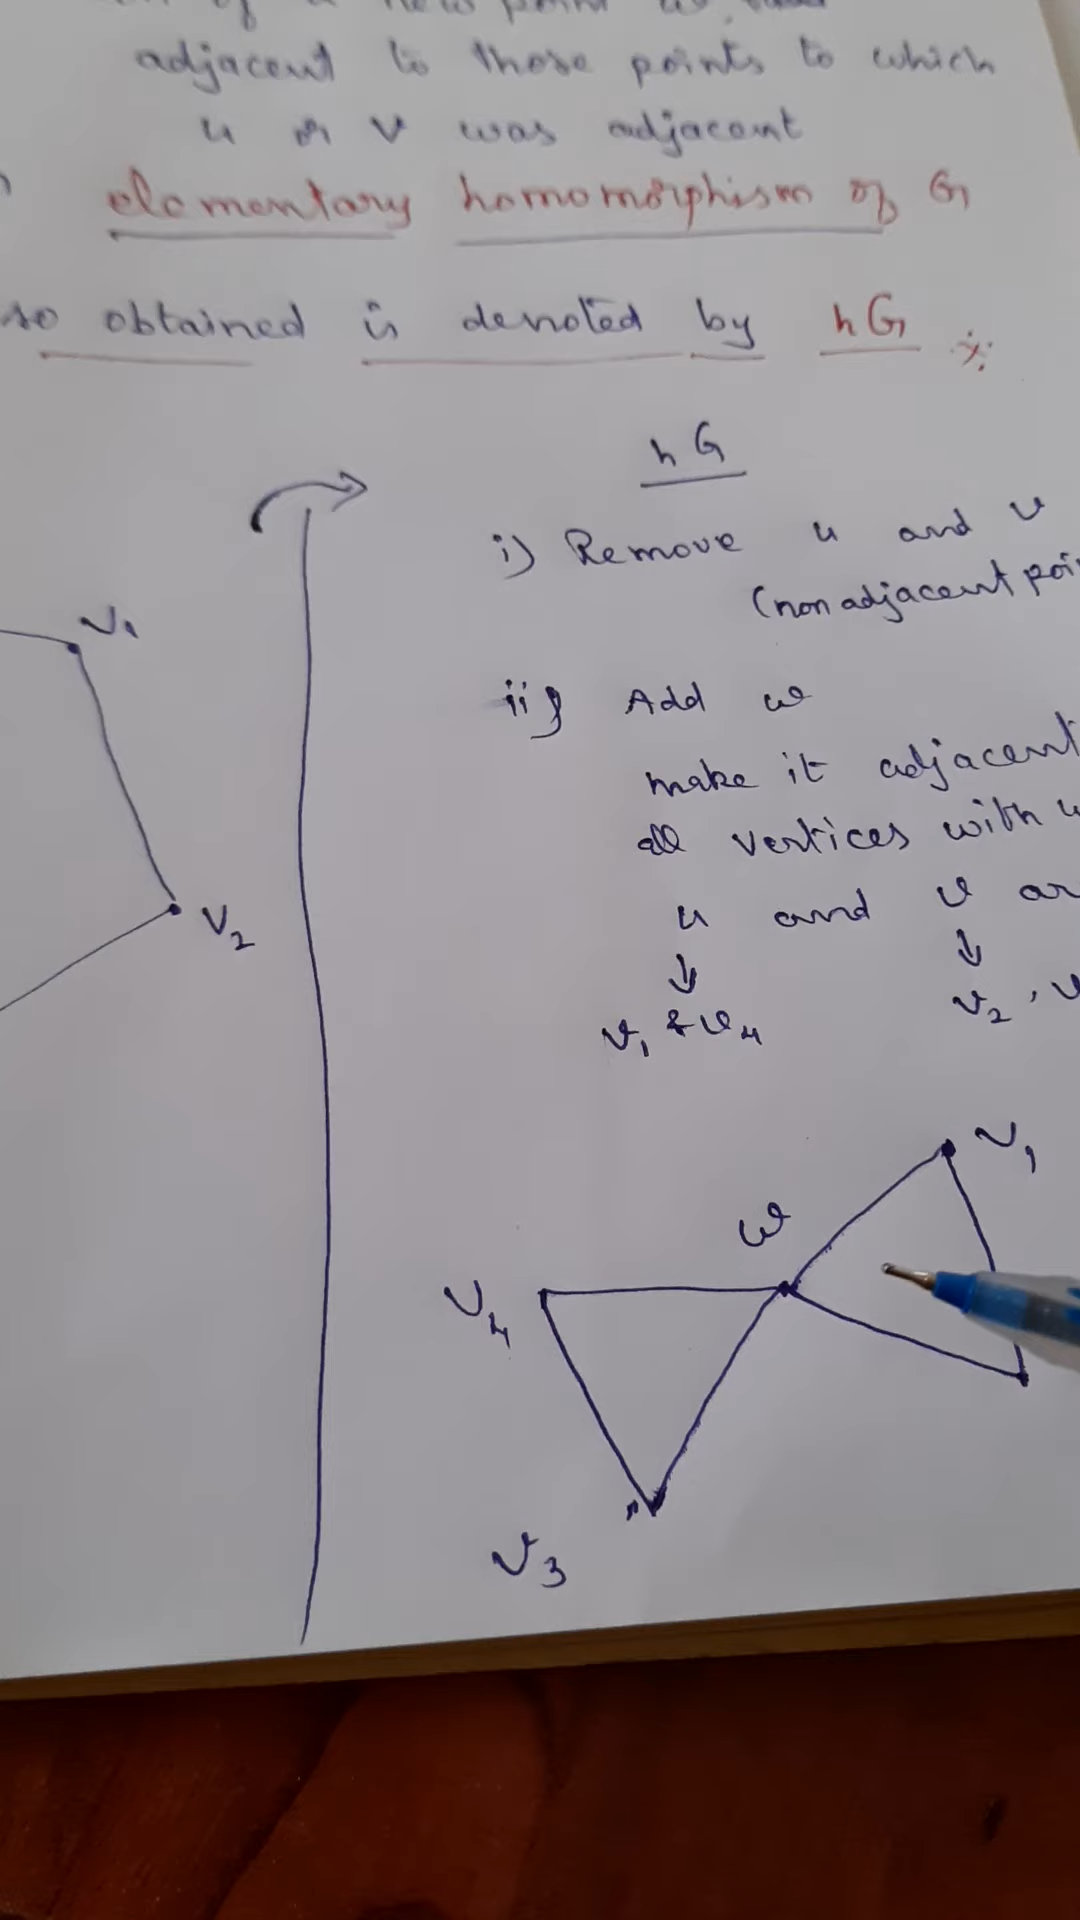 adjacent to those points to which
u or v was adjacent
elementary homomorphism of G
so obtained is denoted by hG
hG
i) Remove u and v
(nonadjacent poi
ii) Add w
make it adjacent
all vertices with u
u and v ar
↓ ↓
v₁ & v₄ v₂, v
v₁
v₂
v₁
w
v₄
v₃